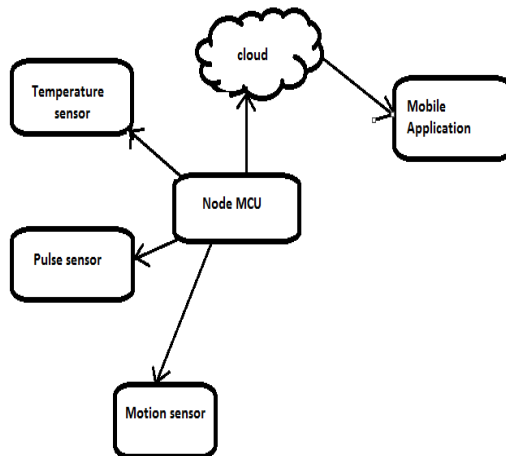 cloud
Temperature
sensor
Mobile
Application
Node MCU
Pulse sensor
Motion sensor